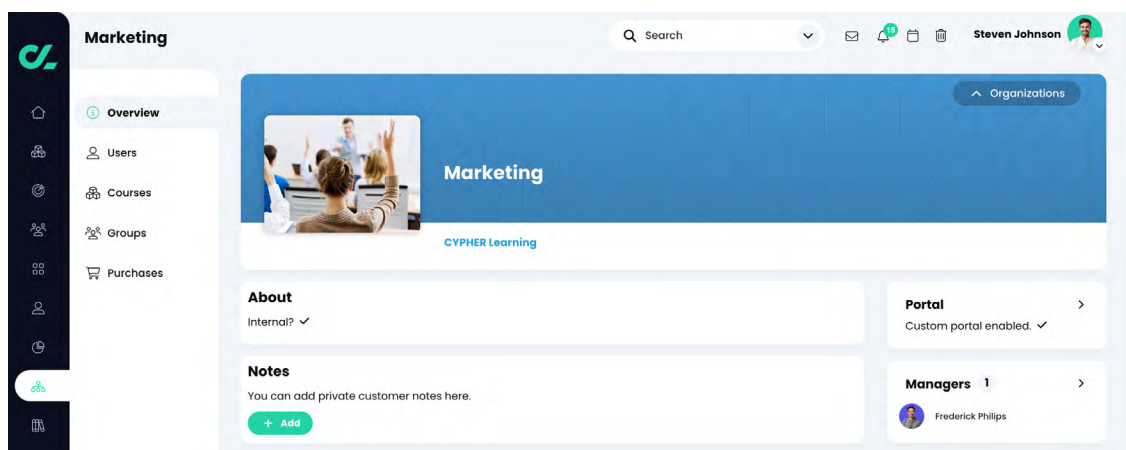 Marketing
Search
15
Steven Johnson
Overview
Users
Courses
Groups
Purchases
Organizations
Marketing
CYPHER Learning
About
Internal?
Notes
You can add private customer notes here.
+ Add
Portal
Custom portal enabled.
Managers 1
Frederick Philips